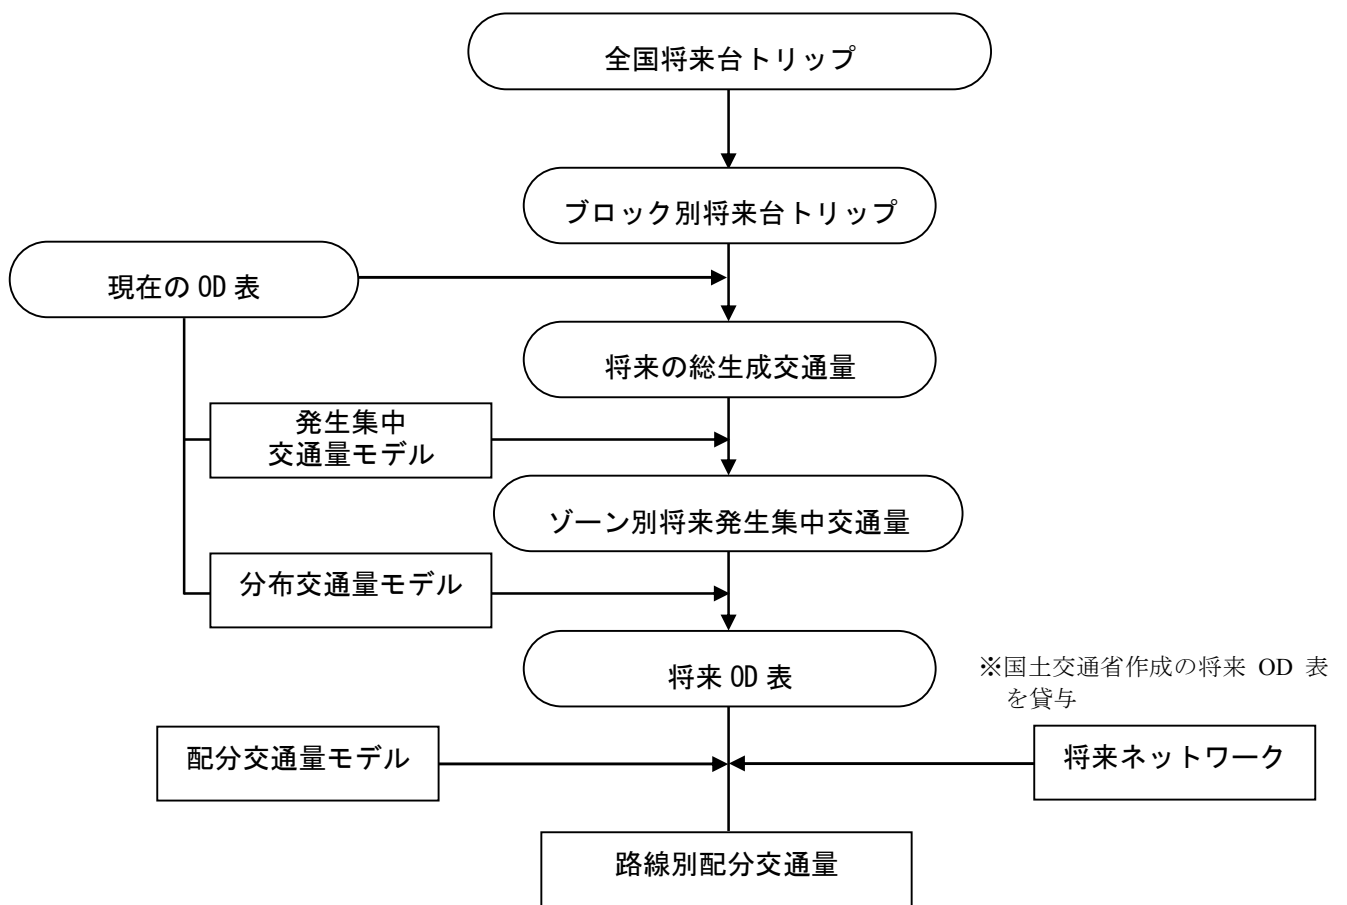 全国将来台トリップ
ブロック別将来台トリップ
現在の OD 表
将来の総生成交通量
発生集中
交通量モデル
ゾーン別将来発生集中交通量
分布交通量モデル
将来 OD 表
※国土交通省作成の将来 OD 表
を貸与
配分交通量モデル
将来ネットワーク
路線別配分交通量